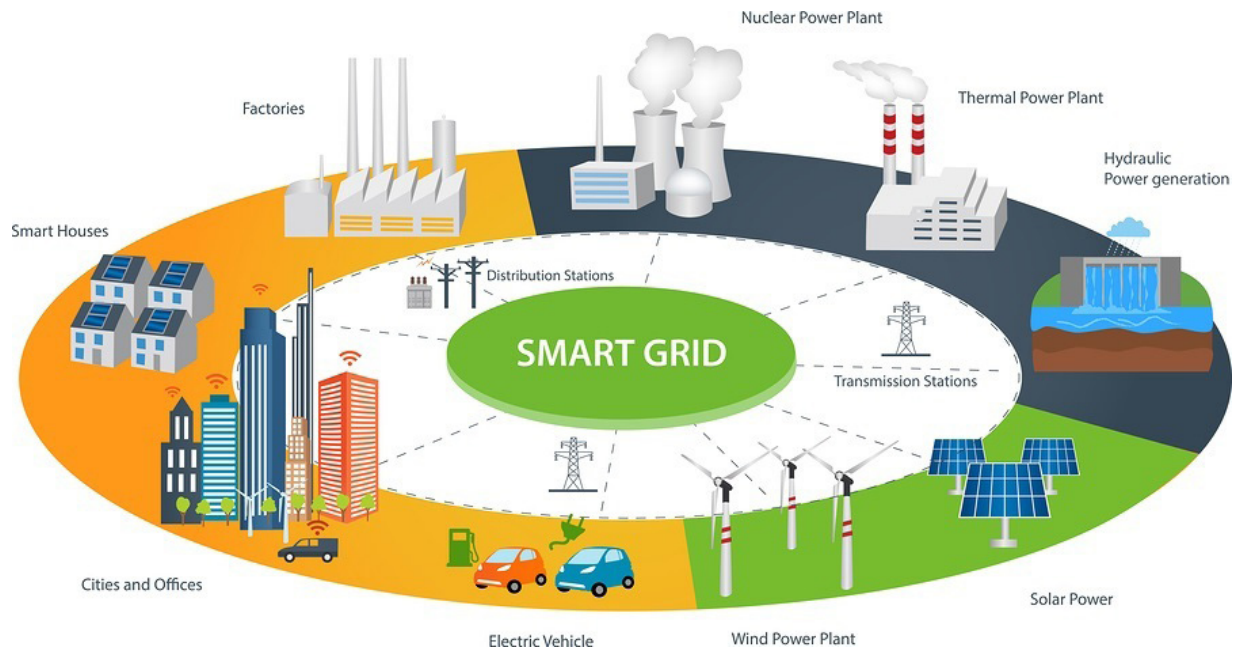 Nuclear Power Plant
Factories
Thermal Power Plant
Hydraulic
Power generation
Smart Houses
Distribution Stations
SMART GRID
Transmission Stations
Cities and Offices
Solar Power
Electric Vehicle
Wind Power Plant